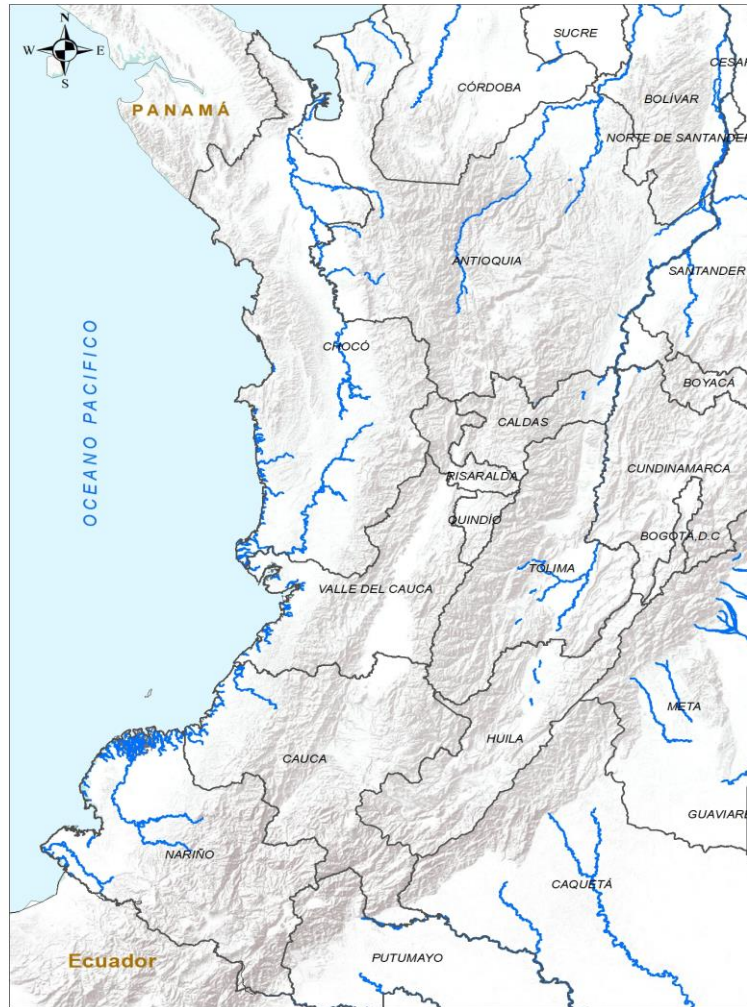 N
W E
S
PANAMÁ
SUCRE
CÓRDOBA
BOLÍVAR
NORTE DE SANTANDER
ANTIOQUIA
SANTANDER
OCEANO PACIFICO
CHOCÓ
BOYACÁ
CALDAS
CUNDINAMARCA
RISARALDA
QUINDÍO
BOGOTÁ,D.C
TOLIMA
VALLE DEL CAUCA
META
HUILA
CAUCA
GUAVIARE
NARIÑO
CAQUETÁ
Ecuador
PUTUMAYO